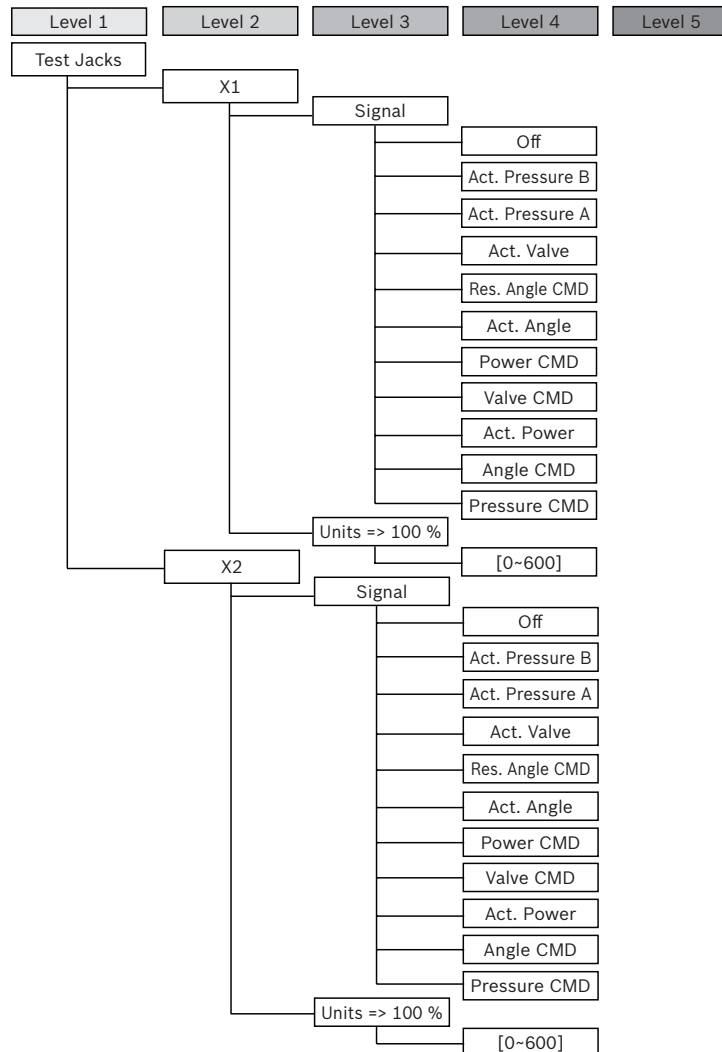 Level 1 Level 2 Level 3 Level 4 Level 5
Test Jacks
X1
Signal
Off
Act. Pressure B
Act. Pressure A
Act. Valve
Res. Angle CMD
Act. Angle
Power CMD
Valve CMD
Act. Power
Angle CMD
Pressure CMD
Units => 100 %
[0~600]
X2
Signal
Off
Act. Pressure B
Act. Pressure A
Act. Valve
Res. Angle CMD
Act. Angle
Power CMD
Valve CMD
Act. Power
Angle CMD
Pressure CMD
Units => 100 %
[0~600]